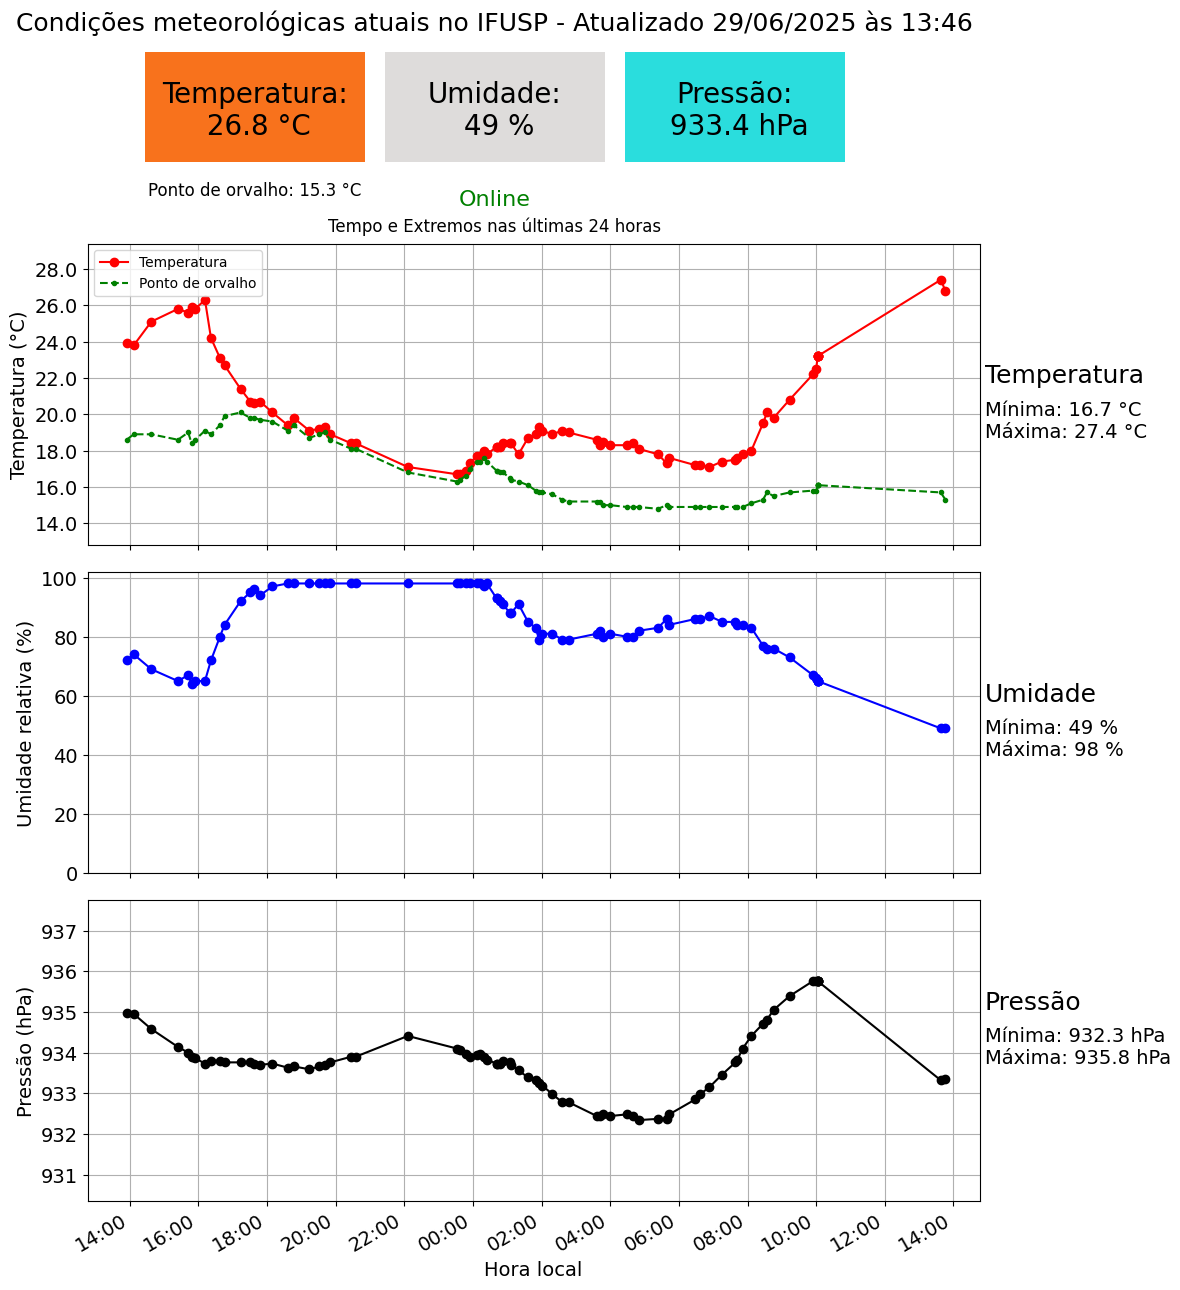 Condições meteorológicas atuais no IFUSP - Atualizado 29/06/2025 às 13:46
Temperatura:
26.8 °C
Umidade:
49 %
Pressão:
933.4 hPa
Ponto de orvalho: 15.3 °C
Online
Tempo e Extremos nas últimas 24 horas
Temperatura
Ponto de orvalho
Temperatura (°C)
28.0
26.0
24.0
22.0
20.0
18.0
16.0
14.0
Temperatura
Mínima: 16.7 °C
Máxima: 27.4 °C
Umidade relativa (%)
100
80
60
40
20
0
Umidade
Mínima: 49 %
Máxima: 98 %
Pressão (hPa)
937
936
935
934
933
932
931
Pressão
Mínima: 932.3 hPa
Máxima: 935.8 hPa
14:00
16:00
18:00
20:00
22:00
00:00
02:00
04:00
06:00
08:00
10:00
12:00
14:00
Hora local